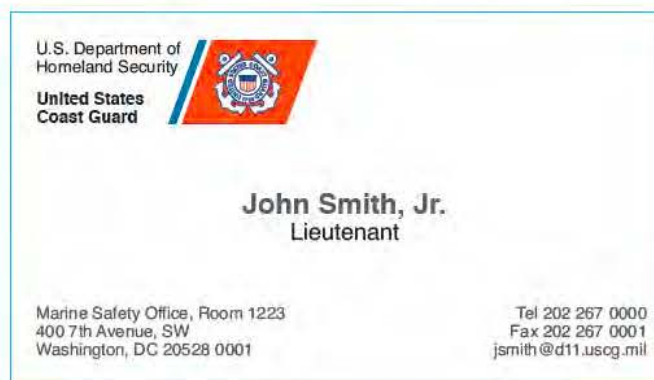 U.S. Department of
Homeland Security
United States
Coast Guard
John Smith, Jr.
Lieutenant
Marine Safety Office, Room 1223
400 7th Avenue, SW
Washington, DC 20528 0001
Tel 202 267 0000
Fax 202 267 0001
jsmith@d11.uscg.mil